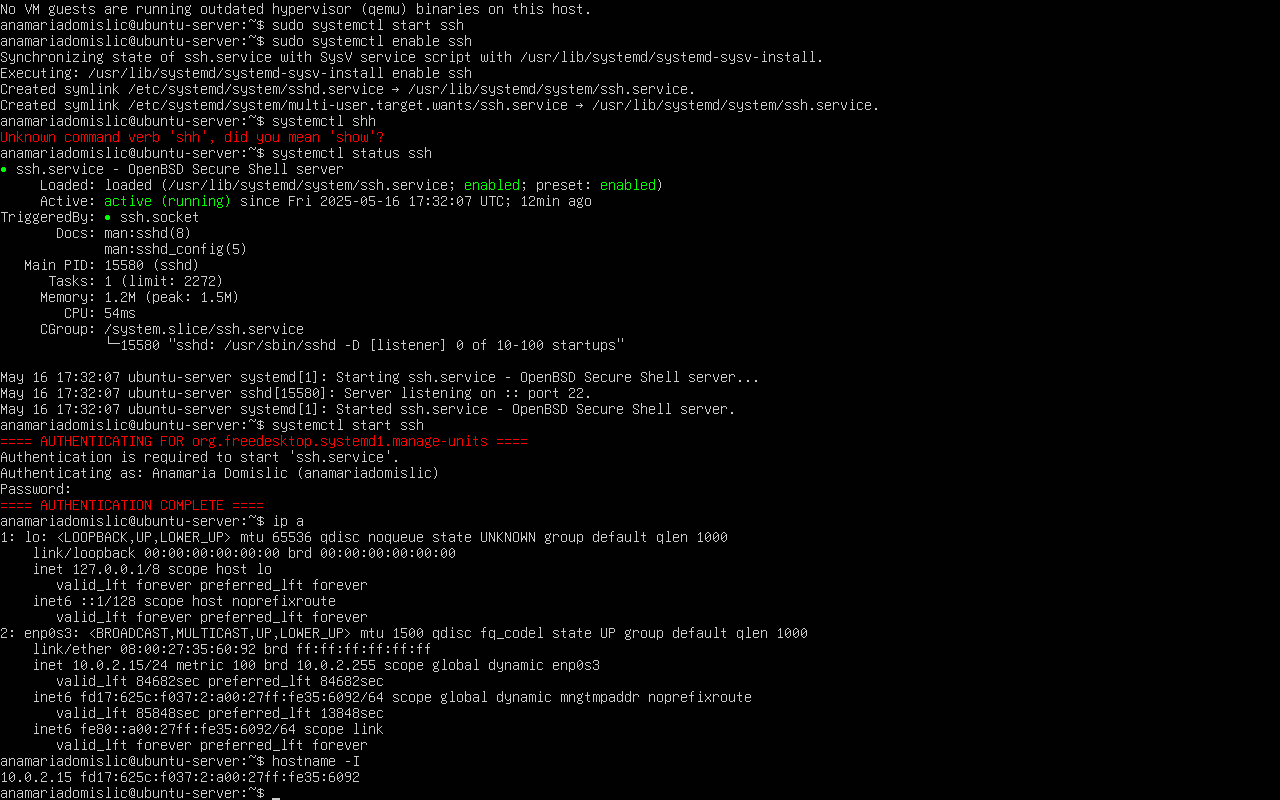 No VM guests are running outdated hypervisor (qemu) binaries on this host.
anamariadomislic@ubuntu-server:~$ sudo systemctl start ssh
anamariadomislic@ubuntu-server:~$ sudo systemctl enable ssh
Synchronizing state of ssh.service with SysV service script with /usr/lib/systemd/systemd-sysv-install.
Executing: /usr/lib/systemd/systemd-sysv-install enable ssh
Created symlink /etc/systemd/system/sshd.service → /usr/lib/systemd/system/ssh.service.
Created symlink /etc/systemd/system/multi-user.target.wants/ssh.service → /usr/lib/systemd/system/ssh.service.
anamariadomislic@ubuntu-server:~$ systemctl shh
Unknown command verb 'shh', did you mean 'show'?
anamariadomislic@ubuntu-server:~$ systemctl status ssh
● ssh.service - OpenBSD Secure Shell server
     Loaded: loaded (/usr/lib/systemd/system/ssh.service; enabled; preset: enabled)
     Active: active (running) since Fri 2025-05-16 17:32:07 UTC; 12min ago
TriggeredBy: ● ssh.socket
       Docs: man:sshd(8)
             man:sshd_config(5)
   Main PID: 15580 (sshd)
      Tasks: 1 (limit: 2272)
     Memory: 1.2M (peak: 1.5M)
        CPU: 54ms
     CGroup: /system.slice/ssh.service
             └─15580 "sshd: /usr/sbin/sshd -D [listener] 0 of 10-100 startups"
May 16 17:32:07 ubuntu-server systemd[1]: Starting ssh.service - OpenBSD Secure Shell server...
May 16 17:32:07 ubuntu-server sshd[15580]: Server listening on :: port 22.
May 16 17:32:07 ubuntu-server systemd[1]: Started ssh.service - OpenBSD Secure Shell server.
anamariadomislic@ubuntu-server:~$ systemctl start ssh
==== AUTHENTICATING FOR org.freedesktop.systemd1.manage-units ====
Authentication is required to start 'ssh.service'.
Authenticating as: Anamaria Domislic (anamariadomislic)
Password:
==== AUTHENTICATION COMPLETE ====
anamariadomislic@ubuntu-server:~$ ip a
1: lo: <LOOPBACK,UP,LOWER_UP> mtu 65536 qdisc noqueue state UNKNOWN group default qlen 1000
    link/loopback 00:00:00:00:00:00 brd 00:00:00:00:00:00
    inet 127.0.0.1/8 scope host lo
       valid_lft forever preferred_lft forever
    inet6 ::1/128 scope host noprefixroute
       valid_lft forever preferred_lft forever
2: enp0s3: <BROADCAST,MULTICAST,UP,LOWER_UP> mtu 1500 qdisc fq_codel state UP group default qlen 1000
    link/ether 08:00:27:35:60:92 brd ff:ff:ff:ff:ff:ff
    inet 10.0.2.15/24 metric 100 brd 10.0.2.255 scope global dynamic enp0s3
       valid_lft 84682sec preferred_lft 84682sec
    inet6 fd17:625c:f037:2:a00:27ff:fe35:6092/64 scope global dynamic mngtmpaddr noprefixroute
       valid_lft 85848sec preferred_lft 13848sec
    inet6 fe80::a00:27ff:fe35:6092/64 scope link
       valid_lft forever preferred_lft forever
anamariadomislic@ubuntu-server:~$ hostname -I
10.0.2.15 fd17:625c:f037:2:a00:27ff:fe35:6092
anamariadomislic@ubuntu-server:~$ _